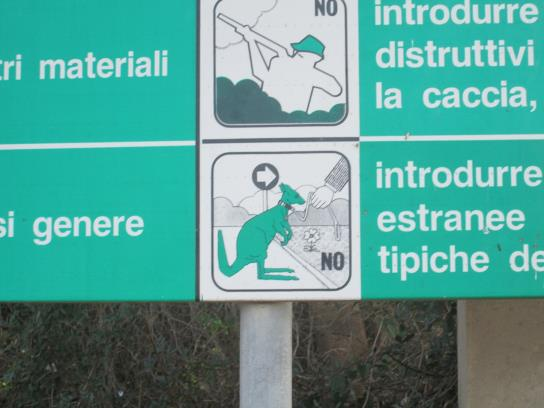 tri materiali
si genere
NO
introdurre
distruttivi
la caccia,
NO
introdurre
estranee
tipiche de